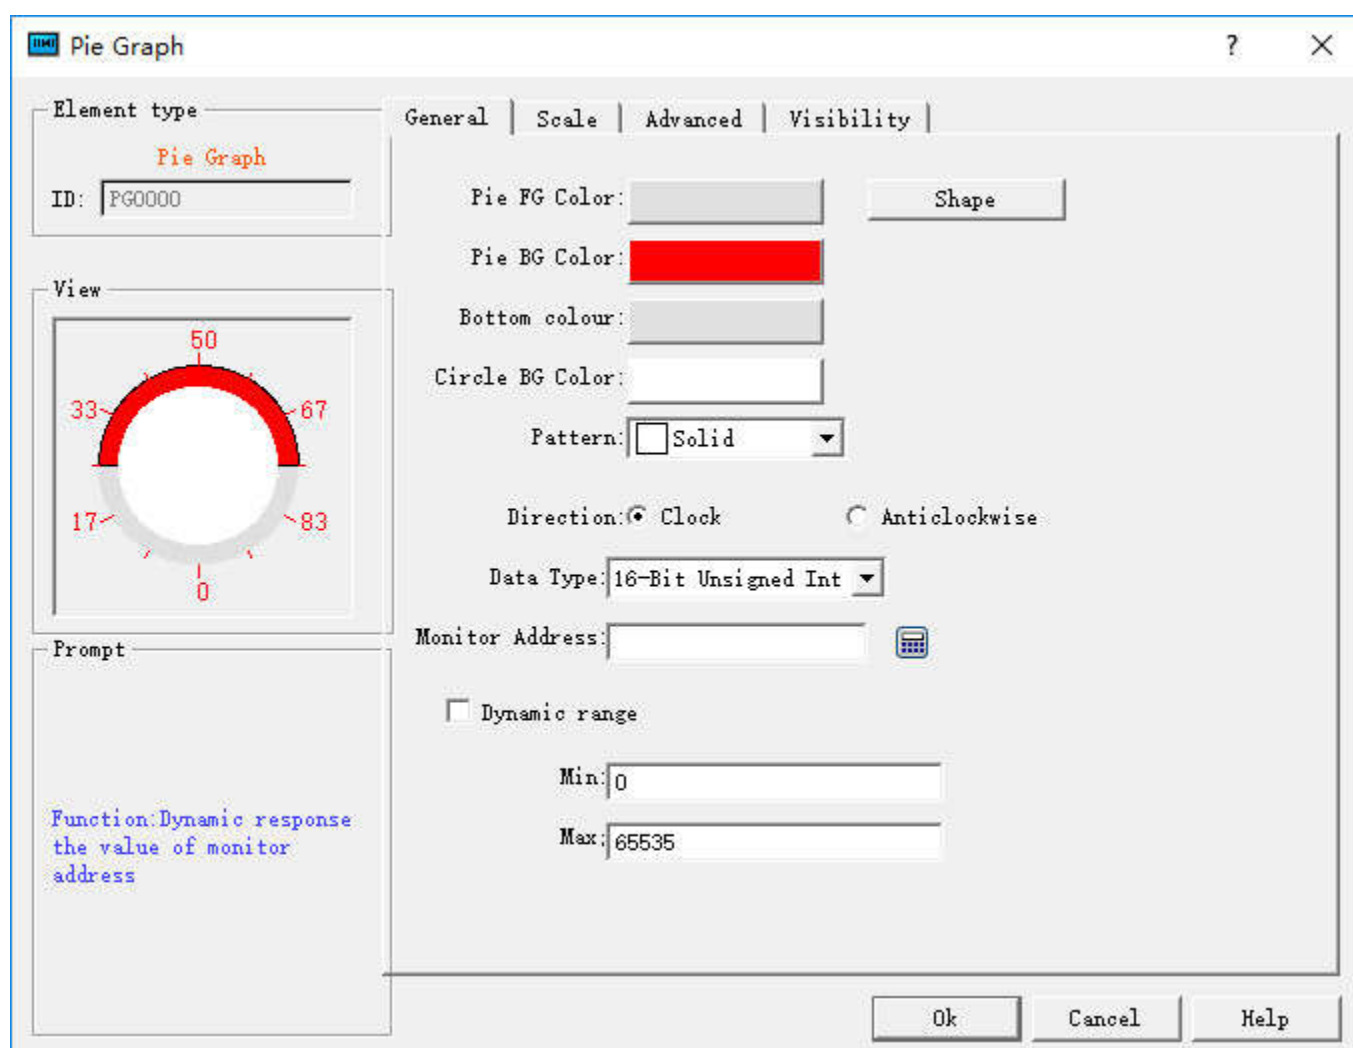 Pie Graph
?
Element type
Pie Graph
ID: PG0000
View
50
33
67
17
83
0
Prompt
Function:Dynamic response
the value of monitor
address
General
Scale
Advanced
Visibility
Pie FG Color:
Shape
Pie BG Color:
Bottom colour:
Circle BG Color:
Pattern: Solid
Direction: Clock Anticlockwise
Data Type: 16-Bit Unsigned Int
Monitor Address:
Dynamic range
Min: 0
Max: 65535
Ok
Cancel
Help